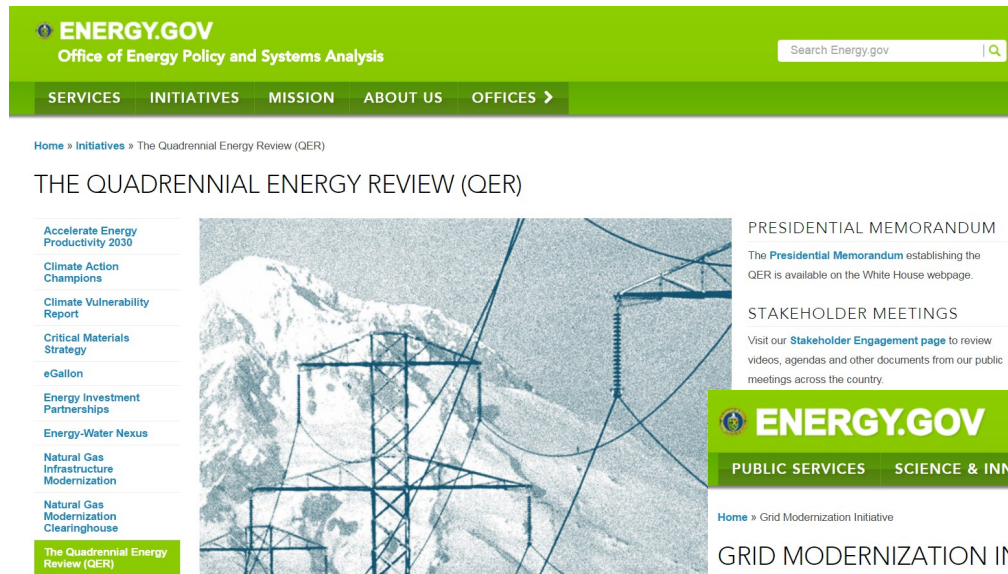 ENERGY.GOV
Office of Energy Policy and Systems Analysis
Search Energy.gov
SERVICES INITIATIVES MISSION ABOUT US OFFICES
Home » Initiatives » The Quadrennial Energy Review (QER)
THE QUADRENNIAL ENERGY REVIEW (QER)
Accelerate Energy
Productivity 2030
Climate Action
Champions
Climate Vulnerability
Report
Critical Materials
Strategy
eGallon
Energy Investment
Partnerships
Energy-Water Nexus
Natural Gas
Infrastructure
Modernization
Natural Gas
Modernization
Clearinghouse
The Quadrennial Energy
Review (QER)
PRESIDENTIAL MEMORANDUM
The Presidential Memorandum establishing the
QER is available on the White House webpage.
STAKEHOLDER MEETINGS
Visit our Stakeholder Engagement page to review
videos, agendas and other documents from our public
meetings across the country.
ENERGY.GOV
PUBLIC SERVICES SCIENCE & INN
Home » Grid Modernization Initiative
GRID MODERNIZATION IN